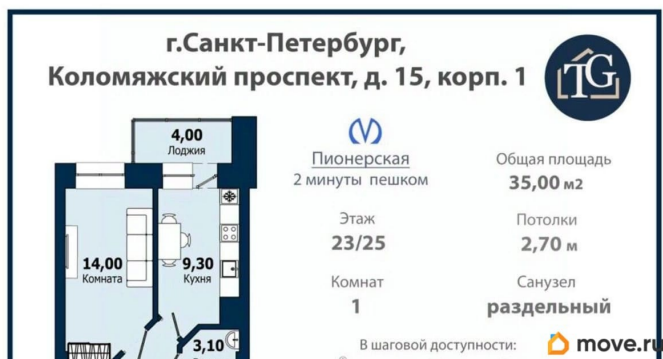 г.Санкт-Петербург,
Коломяжский проспект, д. 15, корп. 1
TG
4,00
Лоджия
14,00
Комната
9,30
Кухня
3,10
Пионерская
2 минуты пешком
Общая площадь
35,00 м2
Этаж
23/25
Потолки
2,70 м
Комнат
1
Санузел
раздельный
В шаговой доступности:
move.ru